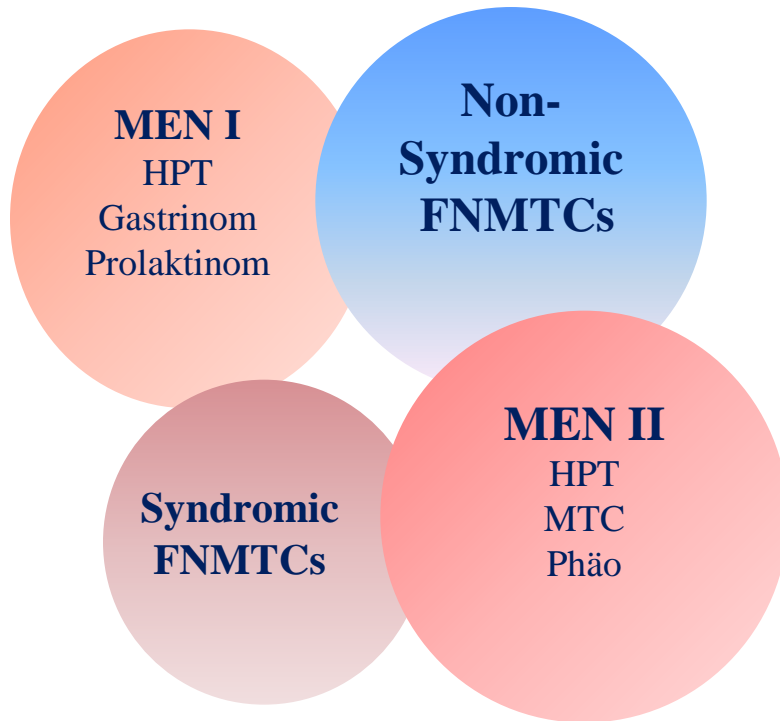 MEN I
HPT
Gastrinom
Prolaktinom
Non-
Syndromic
FNMTCs
Syndromic
FNMTCs
MEN II
HPT
MTC
Phäo